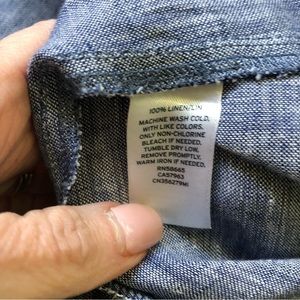 100% LINEN/LIN
MACHINE WASH COLD,
WITH LIKE COLORS.
ONLY NON-CHLORINE
BLEACH IF NEEDED.
TUMBLE DRY LOW.
REMOVE PROMPTLY.
WARM IRON IF NEEDED.
RN58665
CA57963
CN356279MI